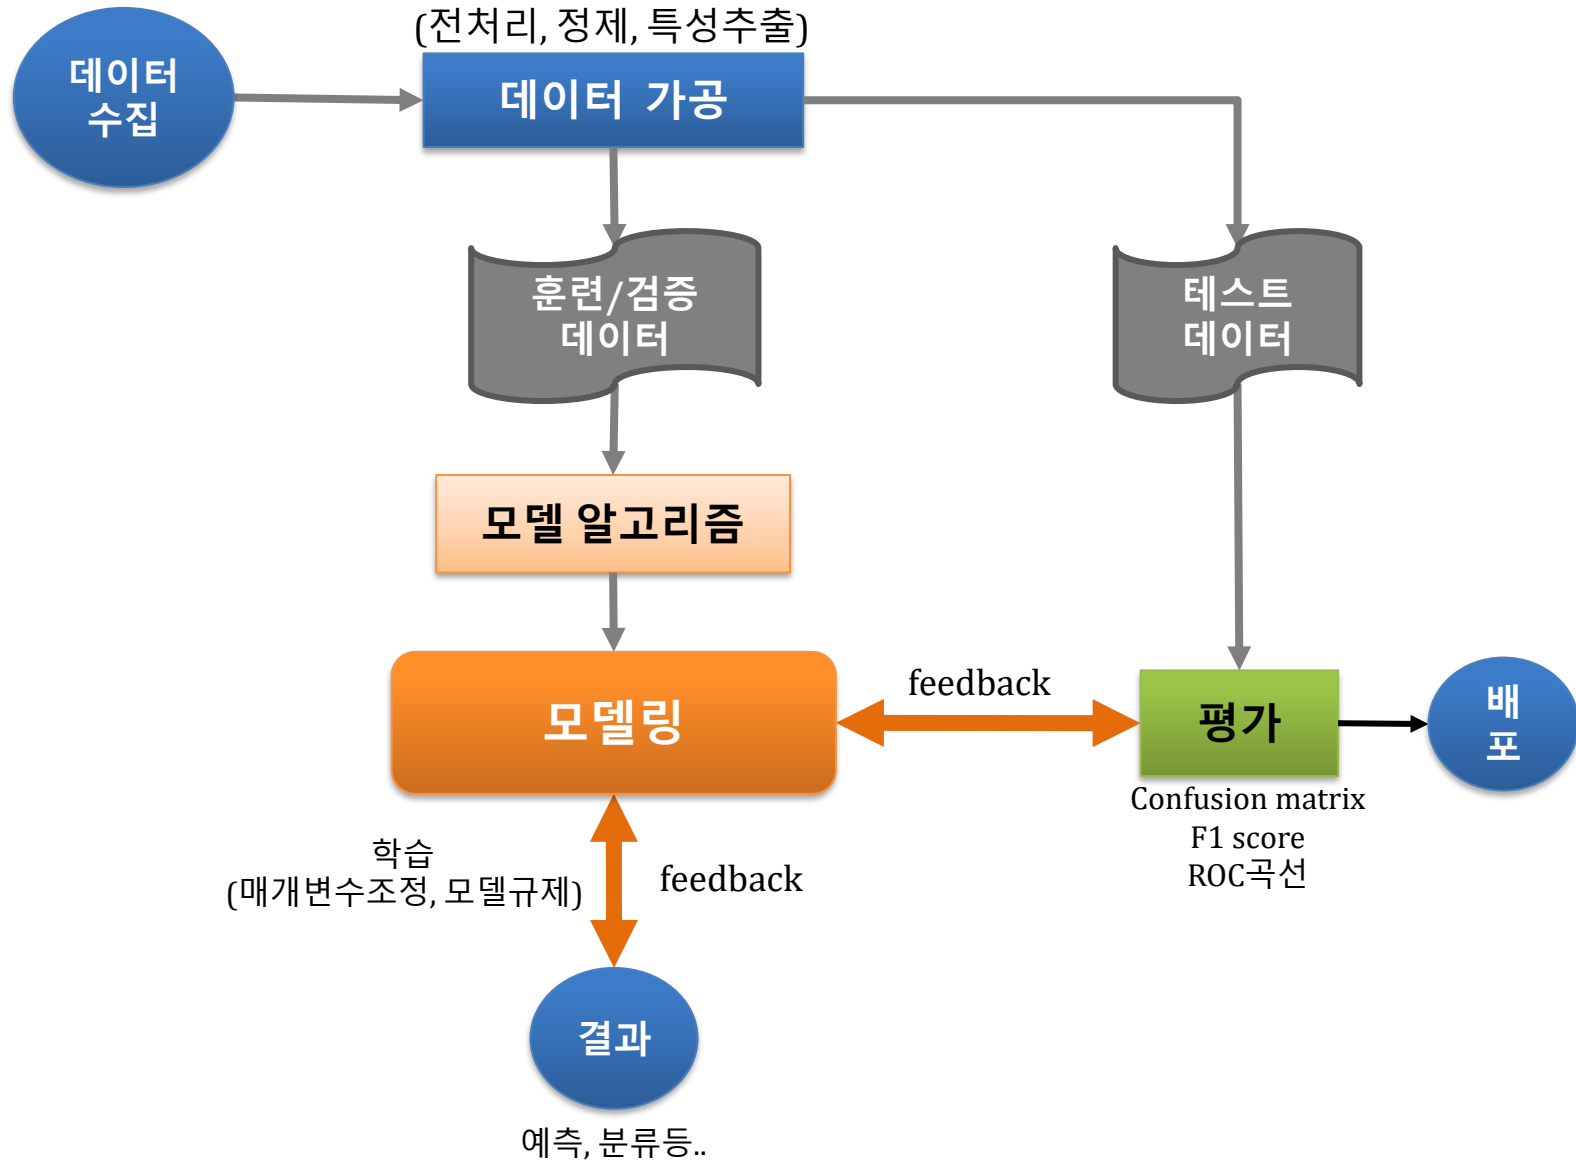 (전처리, 정제, 특성추출)
데이터
수집
데이터 가공
훈련/검증
데이터
테스트
데이터
모델 알고리즘
모델링
feedback
평가
배
포
Confusion matrix
F1 score
ROC곡선
학습
(매개변수조정, 모델규제)
feedback
결과
예측, 분류등..